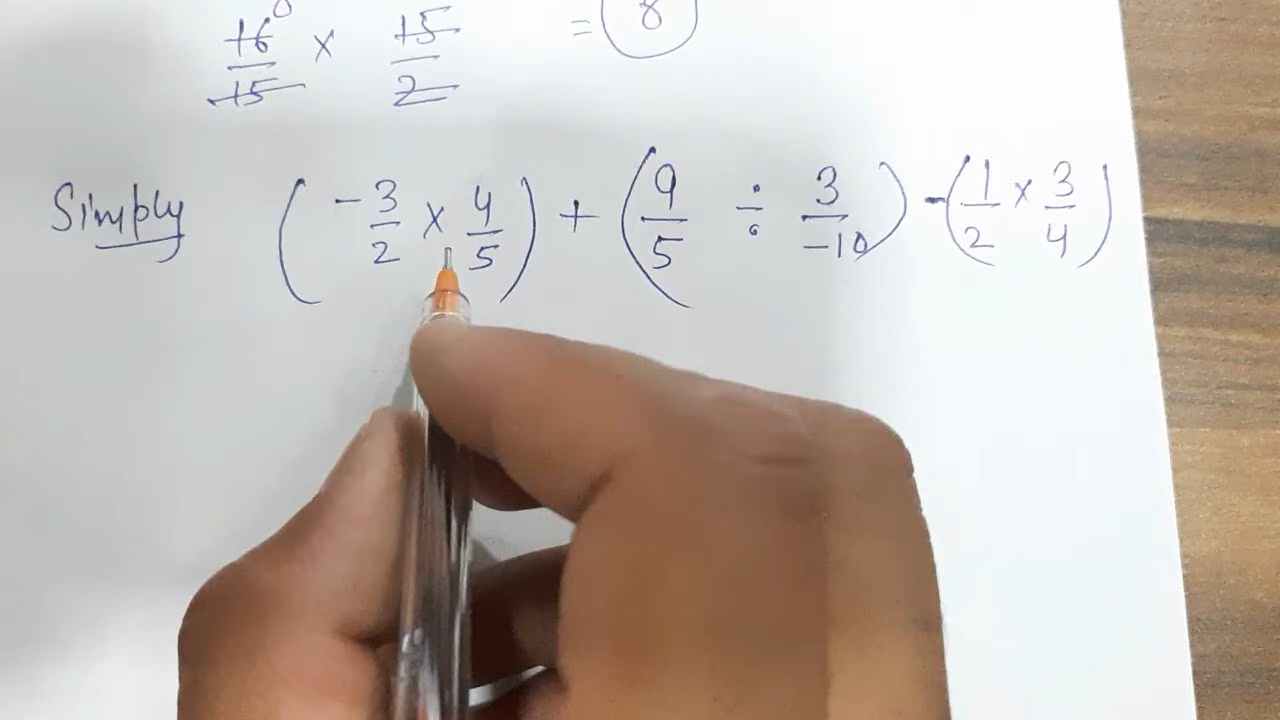 16/15 × 15/2 = 8
Simply (-3/2 × 4/5) + (9/5 ÷ 3/-10) - (1/2 × 3/4)